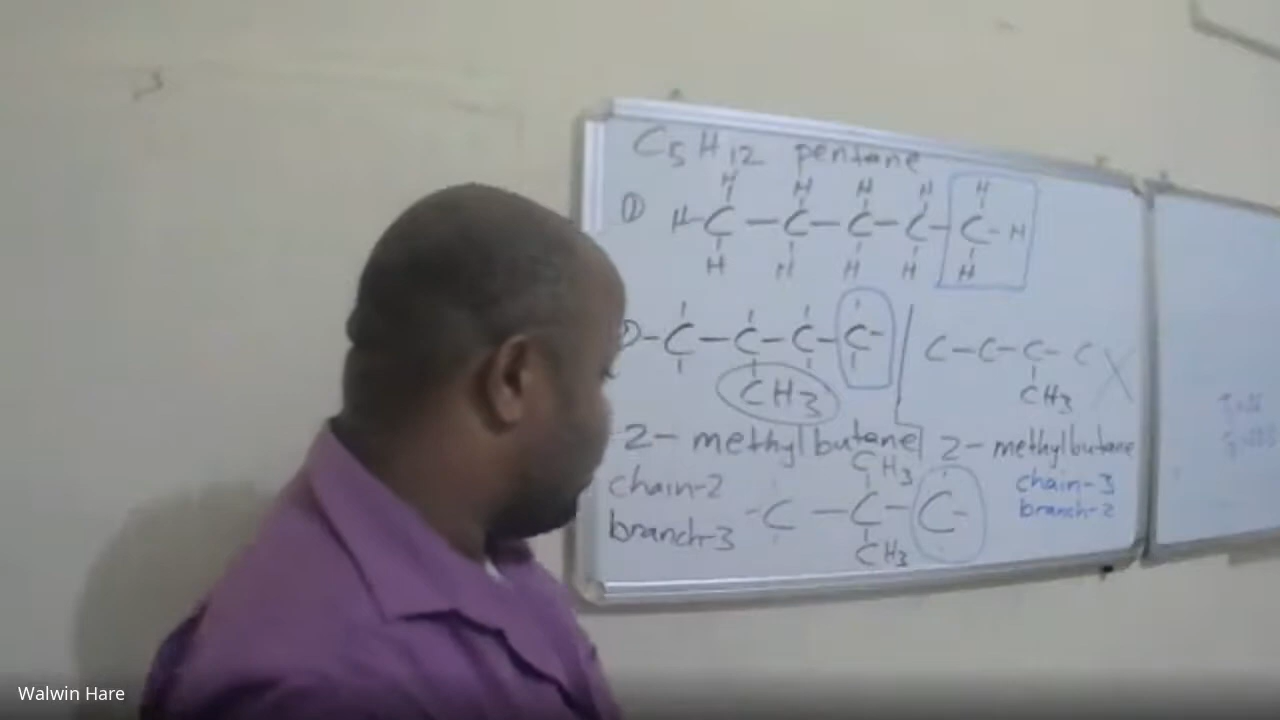 C5H12 pentane
H H H H H
① H-C-C-C-C-C-H
H H H H H
-C-C-C-C-
CH3
C-C-C-C X
CH3
2-methylbutane
2-methylbutane
chain-2
branch-3
CH3
-C-C-C-
CH3
chain-3
branch-2
Walwin Hare